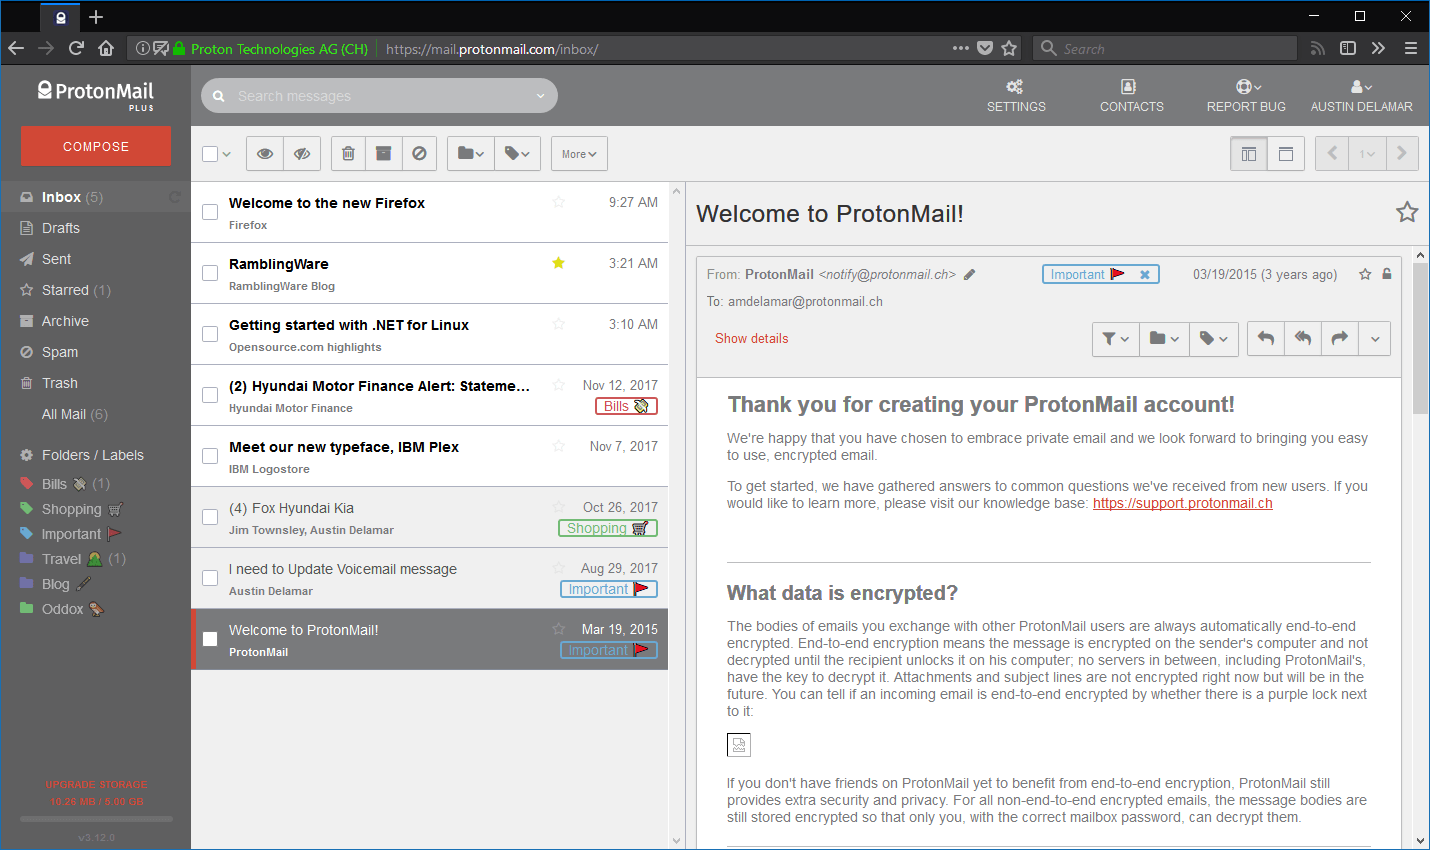 Proton Technologies AG (CH)
https://mail.protonmail.com/inbox/
Search
ProtonMail
PLUS
Search messages
SETTINGS
CONTACTS
REPORT BUG
AUSTIN DELAMAR
COMPOSE
More
1
Inbox (5)
Drafts
Sent
Starred (1)
Archive
Spam
Trash
All Mail (6)
Folders / Labels
Bills (1)
Shopping
Important
Travel (1)
Blog
Oddox
UPGRADE STORAGE
10.25 MB / 5.00 GB
v3.12.0
Welcome to the new Firefox 9:27 AM
Firefox
RamblingWare 3:21 AM
RamblingWare Blog
Getting started with .NET for Linux 3:10 AM
Opensource.com highlights
(2) Hyundai Motor Finance Alert: Stateme... Nov 12, 2017
Hyundai Motor Finance Bills
Meet our new typeface, IBM Plex Nov 7, 2017
IBM Logostore
(4) Fox Hyundai Kia Oct 26, 2017
Jim Townsley, Austin Delamar Shopping
I need to Update Voicemail message Aug 29, 2017
Austin Delamar Important
Welcome to ProtonMail! Mar 19, 2015
ProtonMail Important
Welcome to ProtonMail!
From: ProtonMail <notify@protonmail.ch> Important 03/19/2015 (3 years ago)
To: amdelamar@protonmail.ch
Show details
Thank you for creating your ProtonMail account!
We're happy that you have chosen to embrace private email and we look forward to bringing you easy
to use, encrypted email.
To get started, we have gathered answers to common questions we've received from new users. If you
would like to learn more, please visit our knowledge base: https://support.protonmail.ch
What data is encrypted?
The bodies of emails you exchange with other ProtonMail users are always automatically end-to-end
encrypted. End-to-end encryption means the message is encrypted on the sender's computer and not
decrypted until the recipient unlocks it on his computer; no servers in between, including ProtonMail's,
have the key to decrypt it. Attachments and subject lines are not encrypted right now but will be in the
future. You can tell if an incoming email is end-to-end encrypted by whether there is a purple lock next
to it:
If you don't have friends on ProtonMail yet to benefit from end-to-end encryption, ProtonMail still
provides extra security and privacy. For all non-end-to-end encrypted emails, the message bodies are
still stored encrypted so that only you, with the correct mailbox password, can decrypt them.